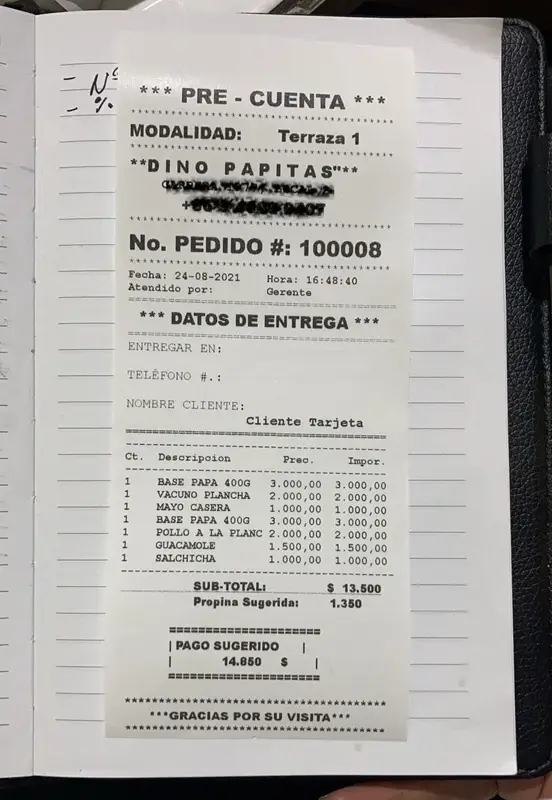 - Nº
- %
*** PRE - CUENTA ***
MODALIDAD: Terraza 1
**DINO PAPITAS"**
No. PEDIDO #: 100008
Fecha: 24-08-2021 Hora: 16:48:40
Atendido por: Gerente
*** DATOS DE ENTREGA ***
ENTREGAR EN:
TELÉFONO #.:
NOMBRE CLIENTE:
Cliente Tarjeta
Ct. Descripcion Prec. Impor.
1 BASE PAPA 400G 3.000,00 3.000,00
1 VACUNO PLANCHA 2.000,00 2.000,00
1 MAYO CASERA 1.000,00 1.000,00
1 BASE PAPA 400G 3.000,00 3.000,00
1 POLLO A LA PLANC 2.000,00 2.000,00
1 GUACAMOLE 1.500,00 1.500,00
1 SALCHICHA 1.000,00 1.000,00
SUB-TOTAL: $ 13.500
Propina Sugerida: 1.350
| PAGO SUGERIDO |
| 14.850 $ |
***GRACIAS POR SU VISITA***